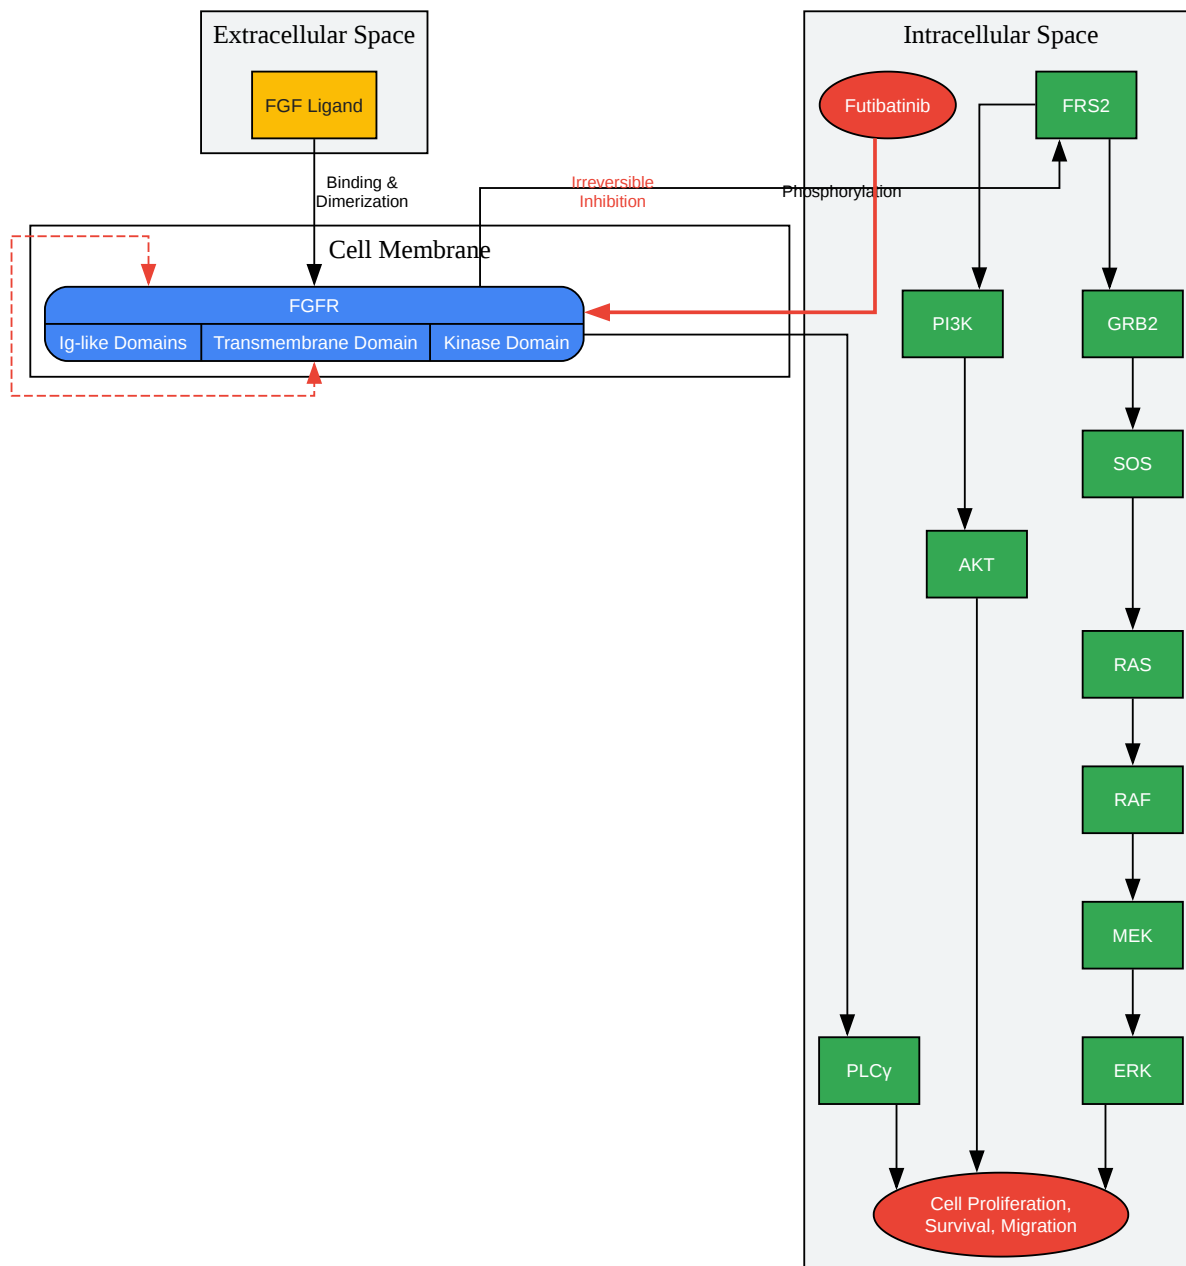 Extracellular Space
Intracellular Space
FGF Ligand
Futibatinib
FRS2
Binding &
Dimerization
Irreversible
Inhibition
Phosphorylation
Cell Membrane
FGFR
Ig-like Domains
Transmembrane Domain
Kinase Domain
PI3K
GRB2
SOS
AKT
RAS
RAF
MEK
PLCγ
ERK
Cell Proliferation,
Survival, Migration